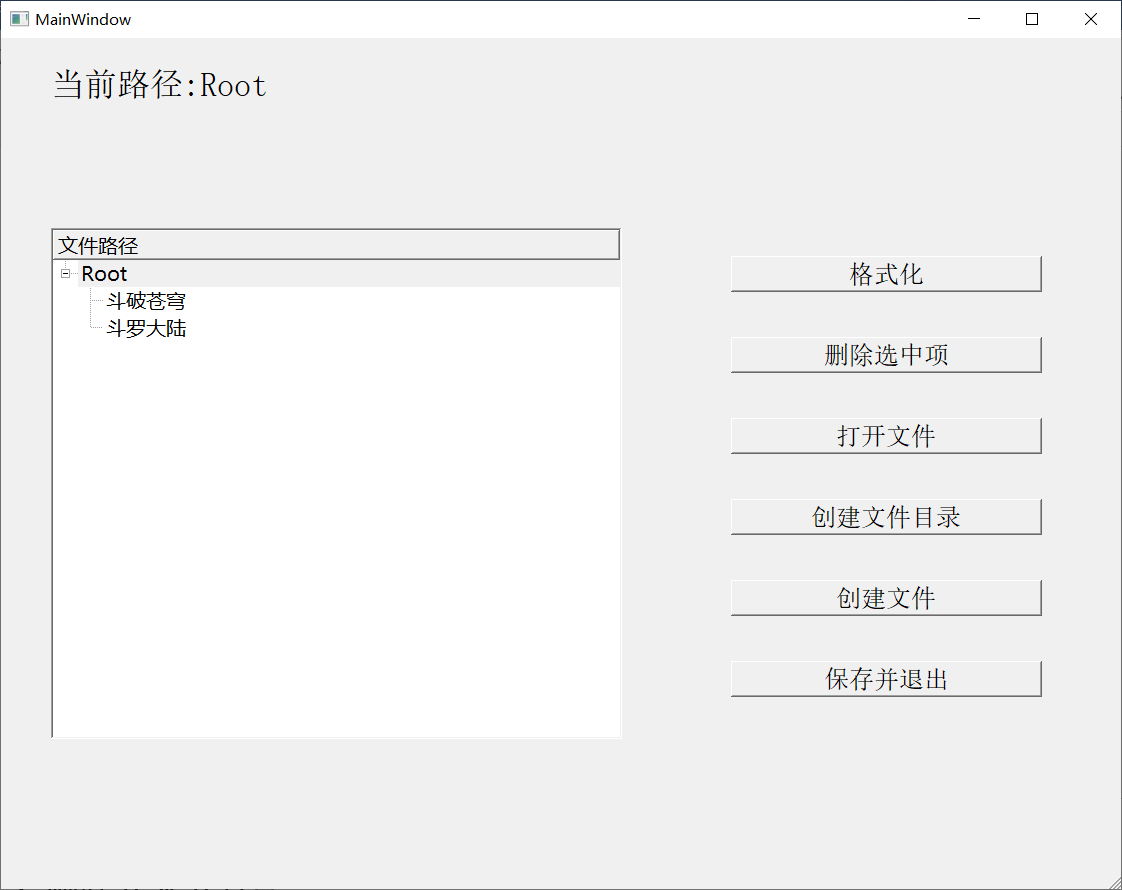 MainWindow
当前路径:Root
文件路径
Root
斗破苍穹
斗罗大陆
格式化
删除选中项
打开文件
创建文件目录
创建文件
保存并退出